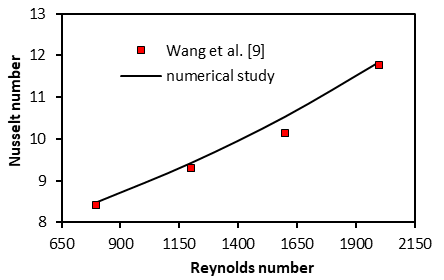 13
12
11
10
9
8
Nusselt number
Wang et al. [9]
numerical study
650 900 1150 1400 1650 1900 2150
Reynolds number